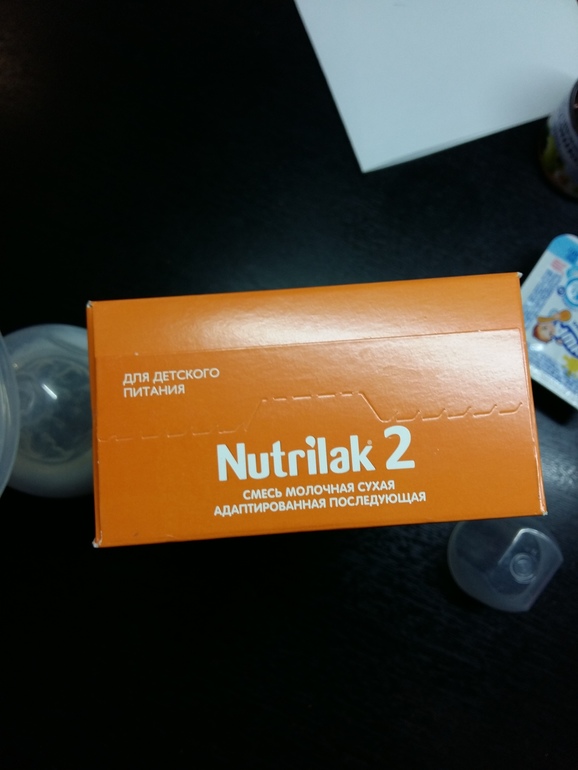 ДЛЯ ДЕТСКОГО
ПИТАНИЯ
Nutrilak® 2
СМЕСЬ МОЛОЧНАЯ СУХАЯ
АДАПТИРОВАННАЯ ПОСЛЕДУЮЩАЯ